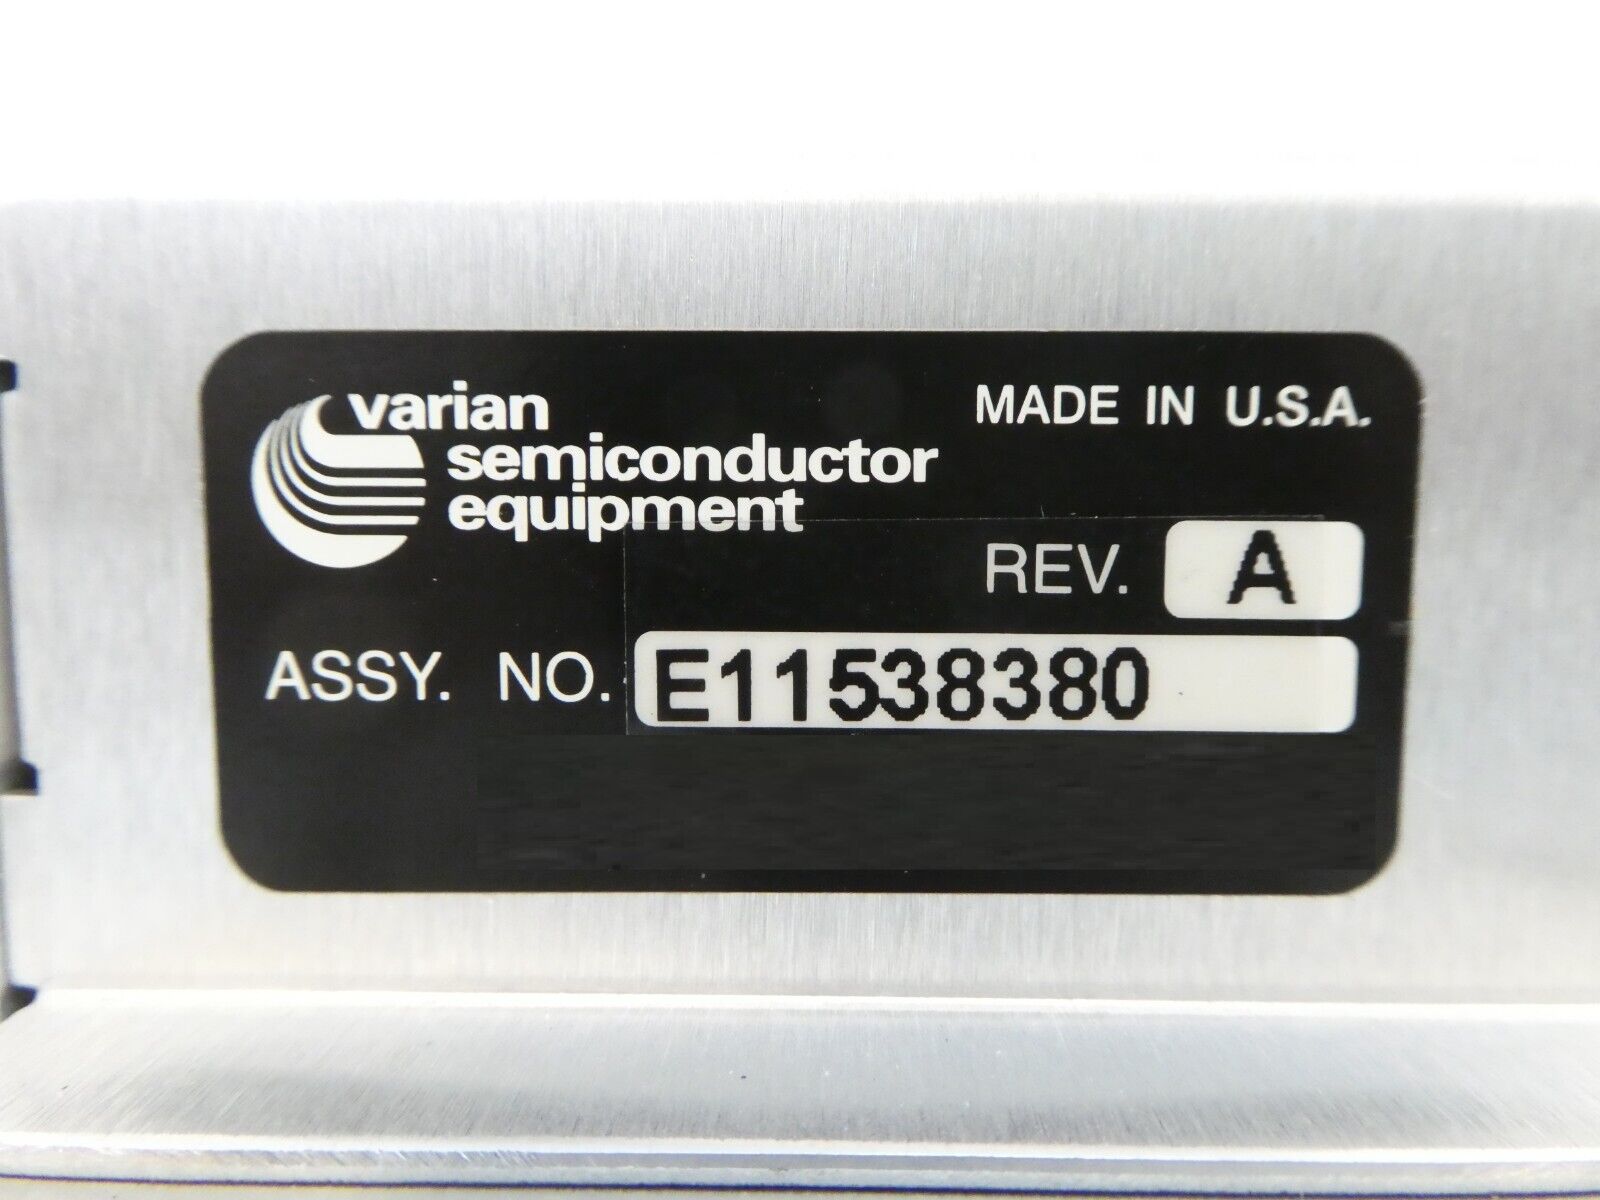 varian
semiconductor
equipment
MADE IN U.S.A.
REV. A
ASSY. NO. E11538380